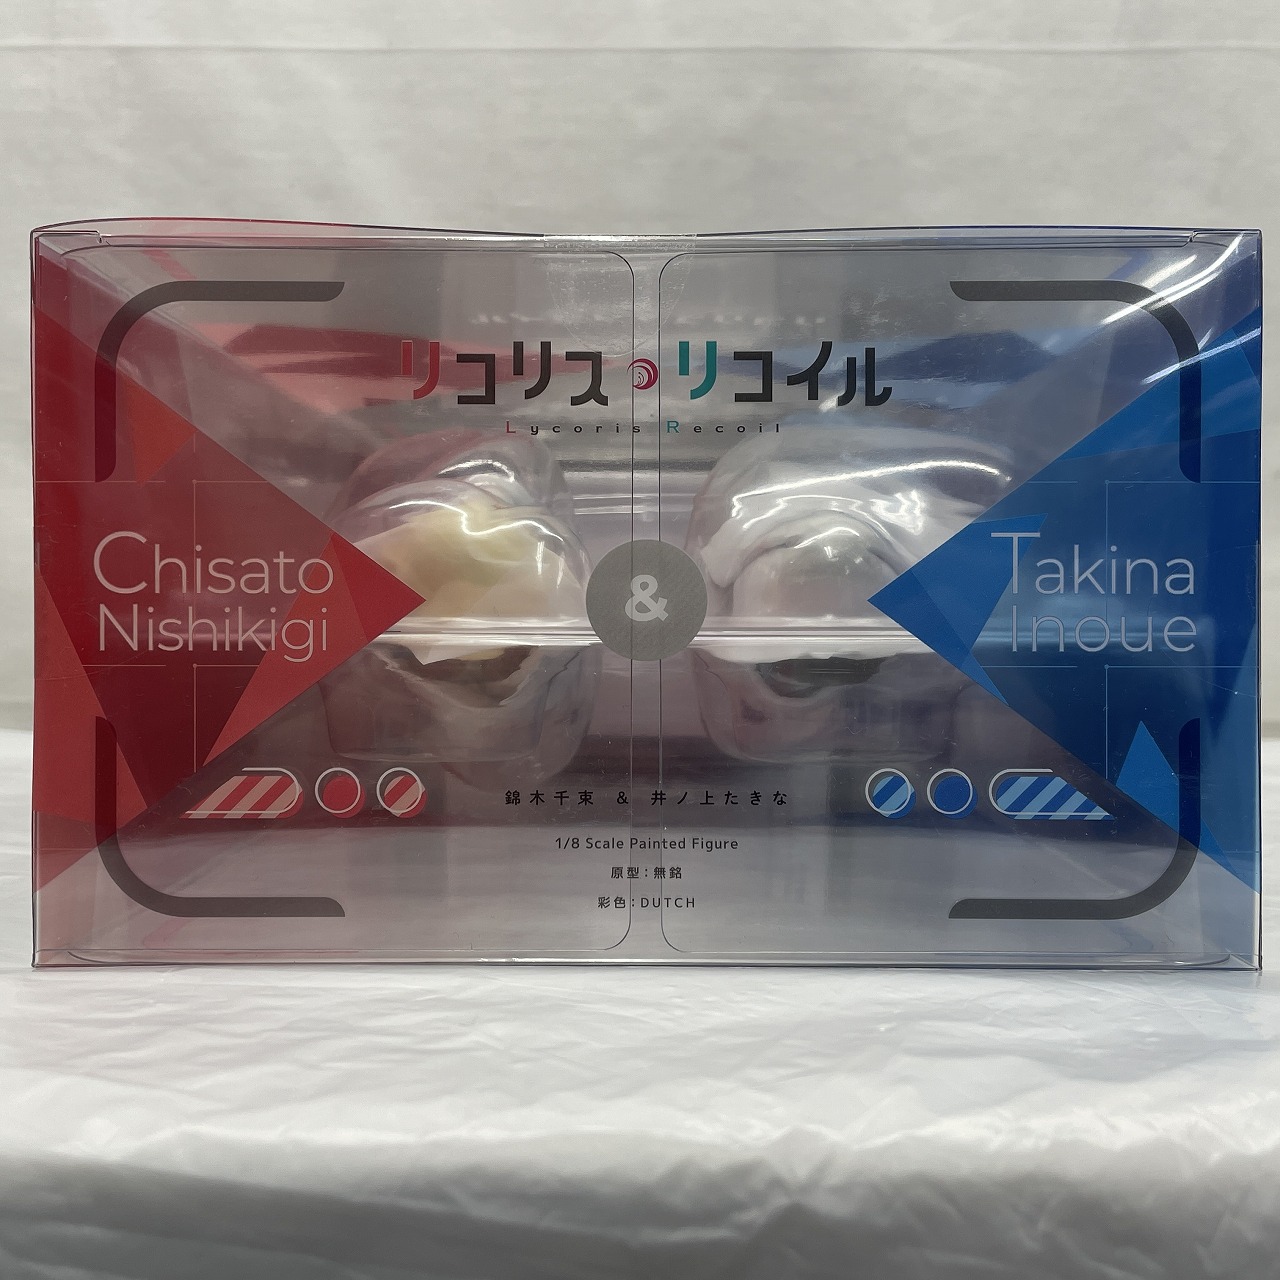 リコリス・リコイル
Lycoris Recoil
Chisato
Nishikigi
&
Takina
Inoue
錦木千束 & 井ノ上たきな
1/8 Scale Painted Figure
原型:無銘
彩色:DUTCH